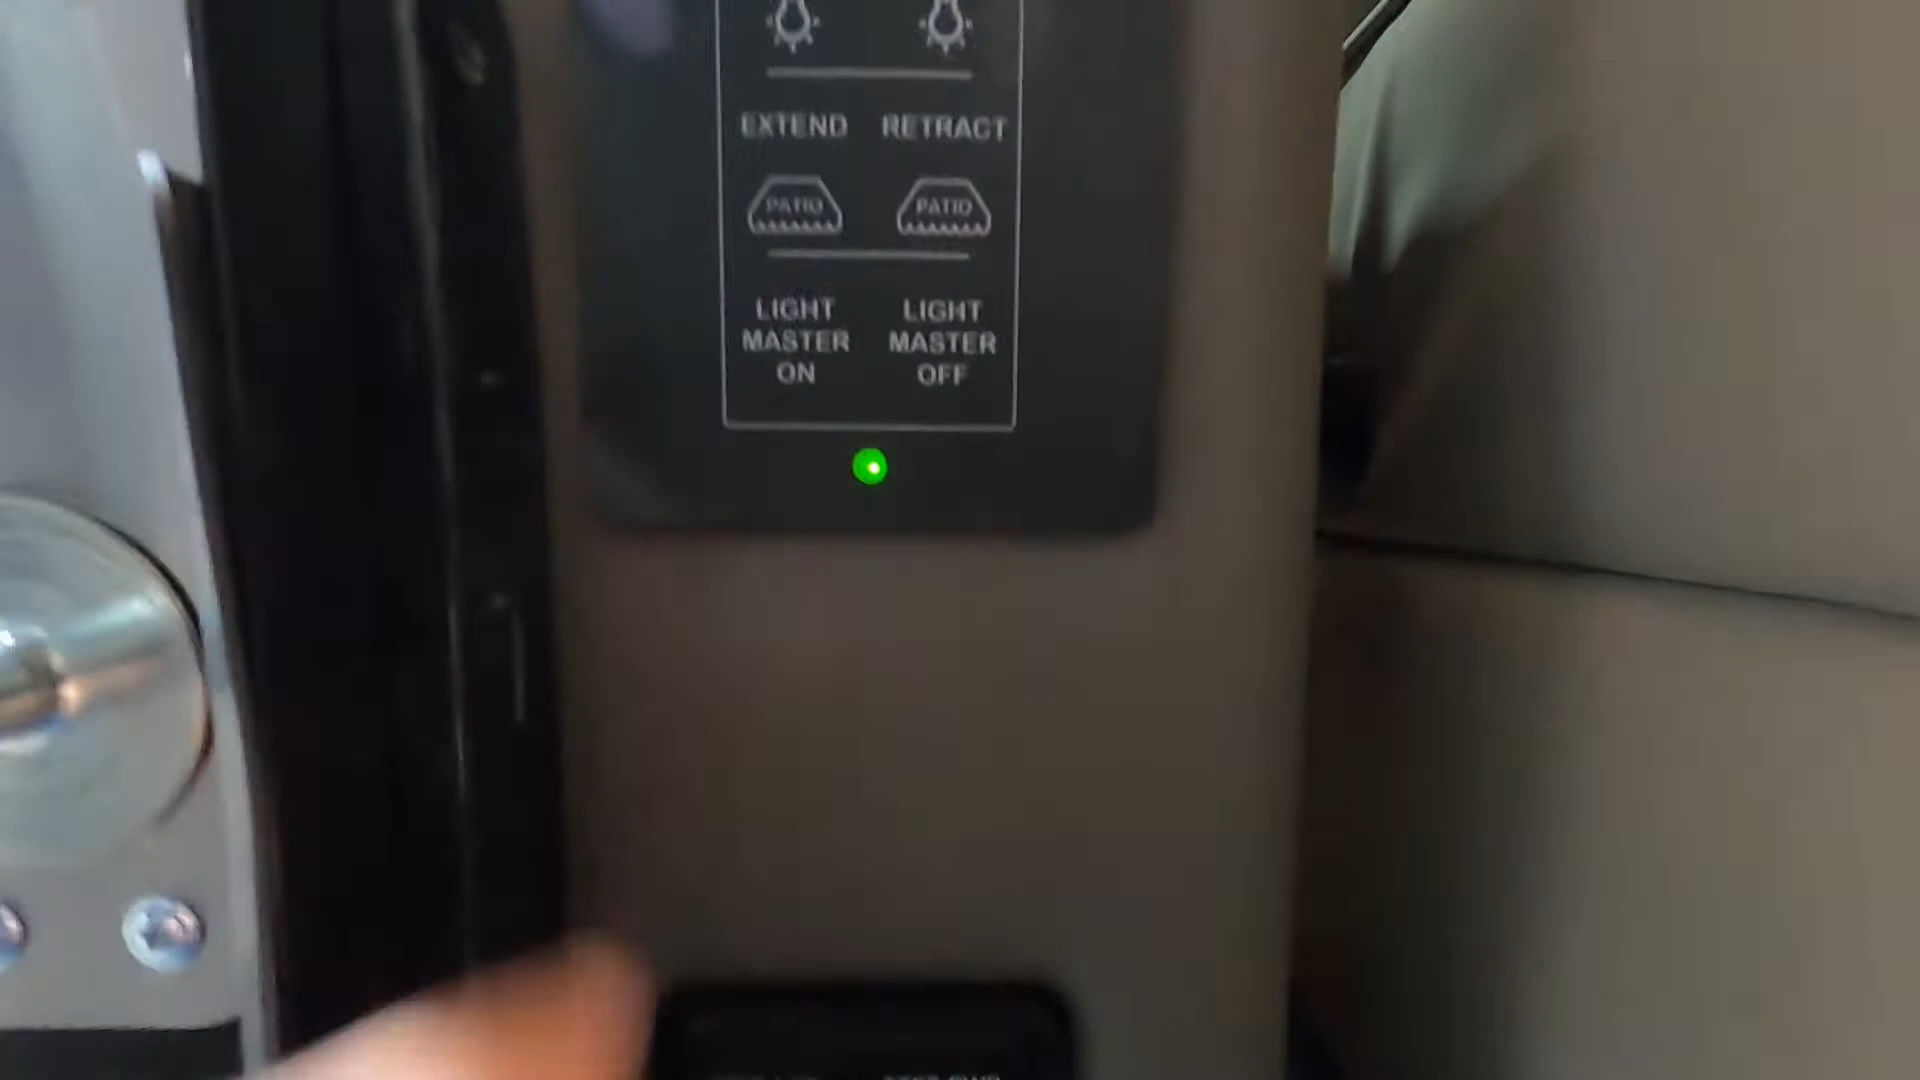 EXTEND RETRACT
PATIO PATIO
LIGHT LIGHT
MASTER MASTER
ON OFF